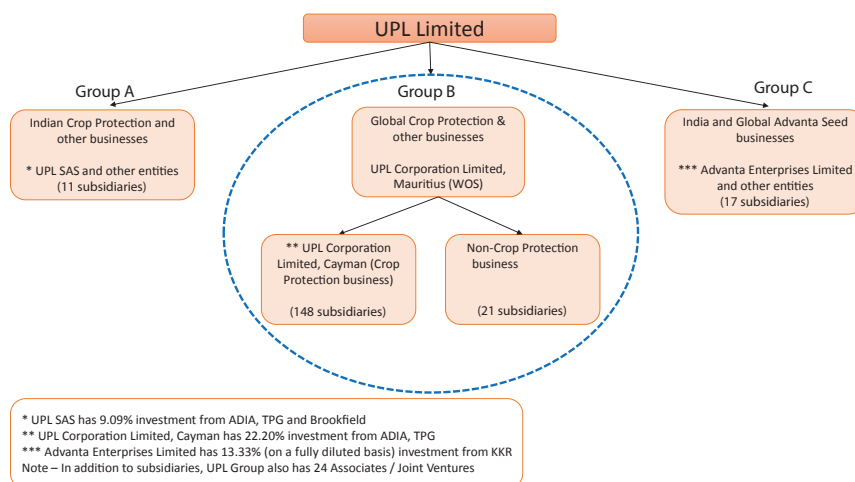 UPL Limited
Group A
Indian Crop Protection and
other businesses
* UPL SAS and other entities
(11 subsidiaries)
Group B
Global Crop Protection &
other businesses
UPL Corporation Limited,
Mauritius (WOS)
** UPL Corporation
Limited, Cayman (Crop
Protection business)
(148 subsidiaries)
Non-Crop Protection
business
(21 subsidiaries)
Group C
India and Global Advanta Seed
businesses
*** Advanta Enterprises Limited
and other entities
(17 subsidiaries)
* UPL SAS has 9.09% investment from ADIA, TPG and Brookfield
** UPL Corporation Limited, Cayman has 22.20% investment from ADIA, TPG
*** Advanta Enterprises Limited has 13.33% (on a fully diluted basis) investment from KKR
Note – In addition to subsidiaries, UPL Group also has 24 Associates / Joint Ventures